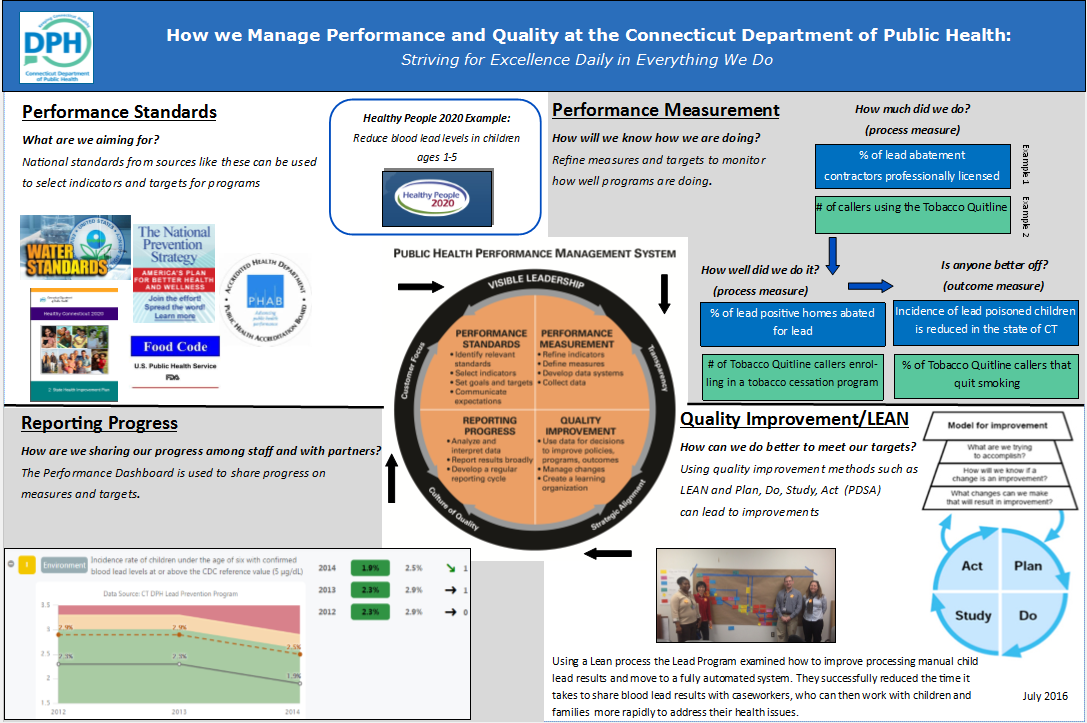 How we Manage Performance and Quality at the Connecticut Department of Public Health:
Striving for Excellence Daily in Everything We Do
DPH
Connecticut Department
of Public Health
Performance Standards
What are we aiming for?
National standards from sources like these can be used
to select indicators and targets for programs
Healthy People 2020 Example:
Reduce blood lead levels in children
ages 1-5
Healthy People
2020
WATER
STANDARDS
The National
Prevention
Strategy
AMERICA'S PLAN
FOR BETTER HEALTH
AND WELLNESS
Join the effort!
Spread the word!
Learn more
ACCREDITED HEALTH DEPARTMENT
PHAB
Advancing
public health
performance
PUBLIC HEALTH ACCREDITATION BOARD
Healthy Connecticut 2020
2. State Health Improvement Plan
Food Code
U.S. Public Health Service
FDA
Performance Measurement
How will we know how we are doing?
Refine measures and targets to monitor
how well programs are doing.
How much did we do?
(process measure)
% of lead abatement
contractors professionally licensed
Example 1
# of callers using the Tobacco Quitline
Example 2
How well did we do it?
(process measure)
% of lead positive homes abated
for lead
# of Tobacco Quitline callers enrol-
ling in a tobacco cessation program
Is anyone better off?
(outcome measure)
Incidence of lead poisoned children
is reduced in the state of CT
% of Tobacco Quitline callers that
quit smoking
PUBLIC HEALTH PERFORMANCE MANAGEMENT SYSTEM
VISIBLE LEADERSHIP
Customer Focus
Transparency
Culture of Quality
Strategic Alignment
PERFORMANCE
STANDARDS
• Identify relevant
standards
• Select indicators
• Set goals and targets
• Communicate
expectations
PERFORMANCE
MEASUREMENT
• Refine indicators
• Define measures
• Develop data systems
• Collect data
REPORTING
PROGRESS
• Analyze and
interpret data
• Report results broadly
• Develop a regular
reporting cycle
QUALITY
IMPROVEMENT
• Use data for decisions
to improve policies,
programs, outcomes
• Manage changes
• Create a learning
organization
Reporting Progress
How are we sharing our progress among staff and with partners?
The Performance Dashboard is used to share progress on
measures and targets.
I
Environment
Incidence rate of children under the age of six with confirmed
blood lead levels at or above the CDC reference value (5 µg/dL)
Data Source: CT DPH Lead Prevention Program
3.5
3
2.5
2
1.5
2.9%
2.9%
2.5%
2.3%
2.3%
1.9%
2012
2013
2014
2014 1.9% 2.5% 1
2013 2.3% 2.9% 1
2012 2.3% 2.9% 0
Quality Improvement/LEAN
How can we do better to meet our targets?
Using quality improvement methods such as
LEAN and Plan, Do, Study, Act (PDSA)
can lead to improvements
Model for improvement
What are we trying
to accomplish?
How will we know if a
change is an improvement?
What changes can we make
that will result in improvement?
Act
Plan
Study
Do
Using a Lean process the Lead Program examined how to improve processing manual child
lead results and move to a fully automated system. They successfully reduced the time it
takes to share blood lead results with caseworkers, who can then work with children and
families more rapidly to address their health issues.
July 2016